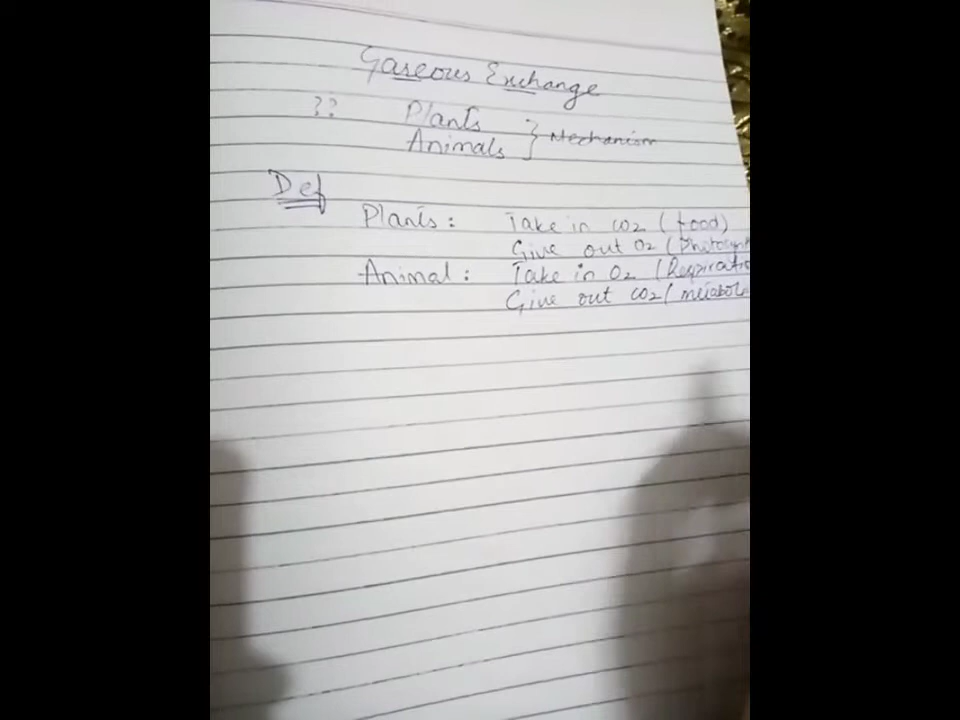 Gaseous Exchange
?? Plants
Animals } Mechanism
Def
Plants: Take in CO2 (food)
Give out O2 (
Animal: Take in O2 (
Give out CO2 (